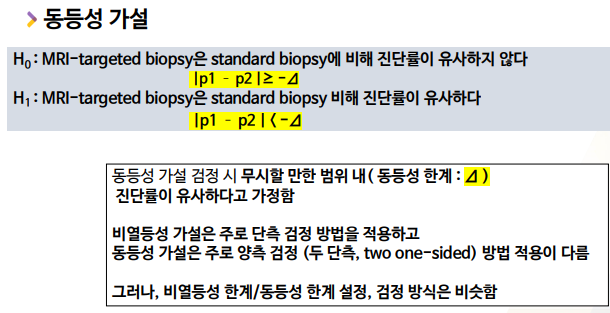 동등성 가설
H0 : MRI-targeted biopsy은 standard biopsy에 비해 진단률이 유사하지 않다
|p1 - p2 |≥ -⊿
H1 : MRI-targeted biopsy은 standard biopsy 비해 진단률이 유사하다
|p1 - p2 | < -⊿
동등성 가설 검정 시 무시할 만한 범위 내( 동등성 한계 : ⊿ )
진단률이 유사하다고 가정함
비열등성 가설은 주로 단측 검정 방법을 적용하고
동등성 가설은 주로 양측 검정 (두 단측, two one-sided) 방법 적용이 다름
그러나, 비열등성 한계/동등성 한계 설정, 검정 방식은 비슷함